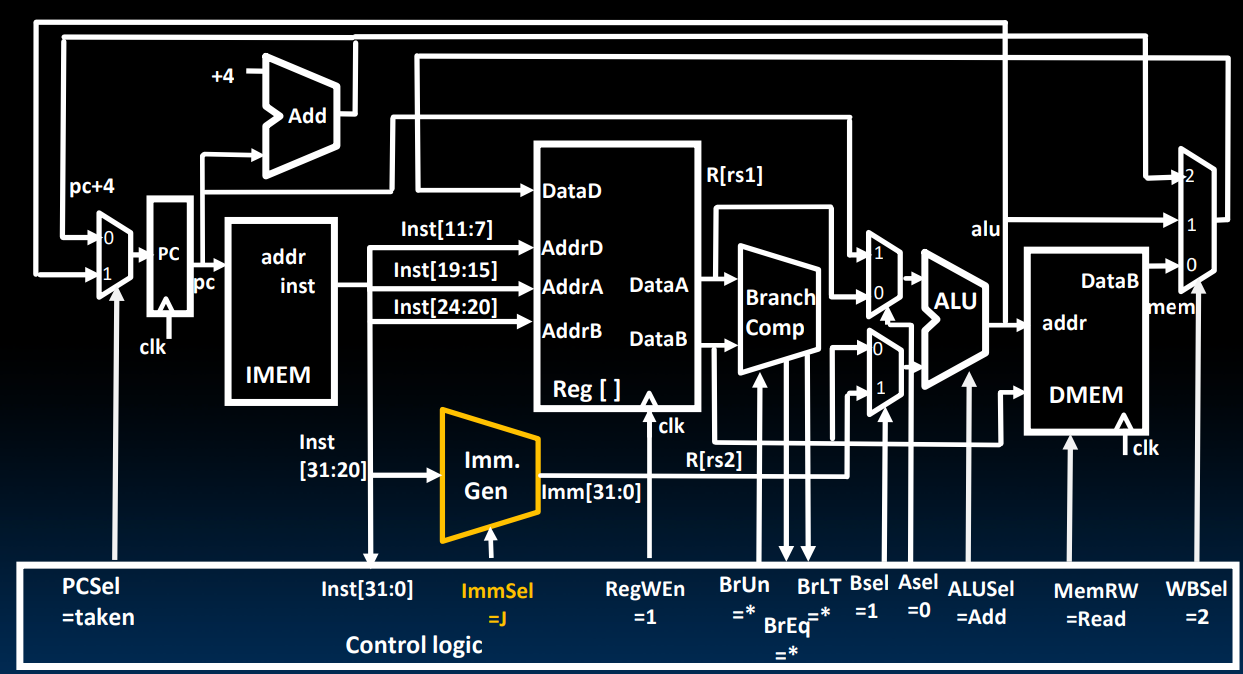 +4
Add
pc+4
0
1
PC
pc
clk
addr
inst
IMEM
Inst[11:7]
Inst[19:15]
Inst[24:20]
DataD
AddrD
AddrA
AddrB
DataA
DataB
Reg [ ]
clk
R[rs1]
Branch
Comp
R[rs2]
Inst
[31:20]
Imm.
Gen
Imm[31:0]
1
0
0
1
ALU
alu
addr
DataB
DMEM
clk
mem
2
1
0
PCSel
=taken
Inst[31:0]
ImmSel
=J
RegWEn
=1
BrUn
=*
BrEq
=*
BrLT
=*
Bsel
=1
Asel
=0
ALUSel
=Add
MemRW
=Read
WBSel
=2
Control logic